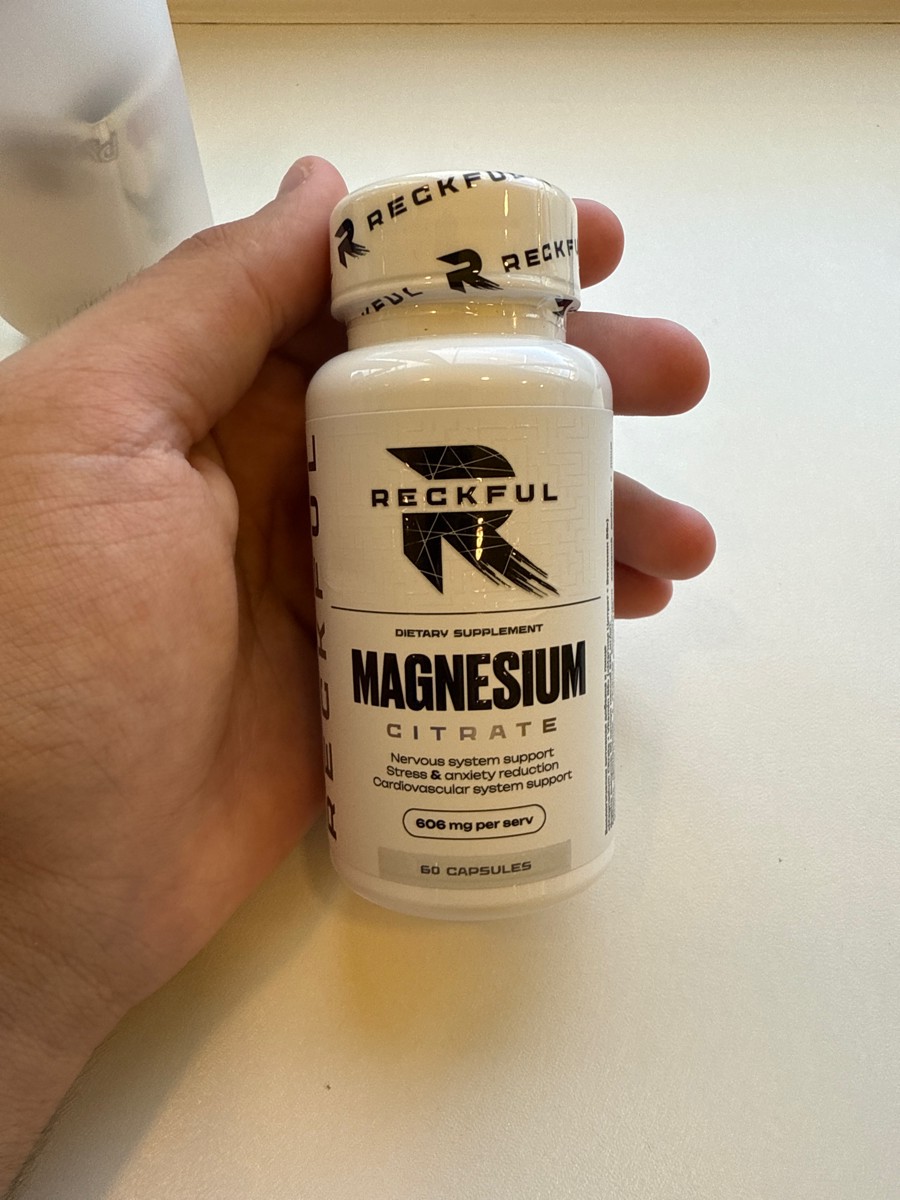 RECKFUL
RECKFUL
RECKFUL
RECKFUL
DIETARY SUPPLEMENT
MAGNESIUM
CITRATE
Nervous system support
Stress & anxiety reduction
Cardiovascular system support
606 mg per serv
60 CAPSULES